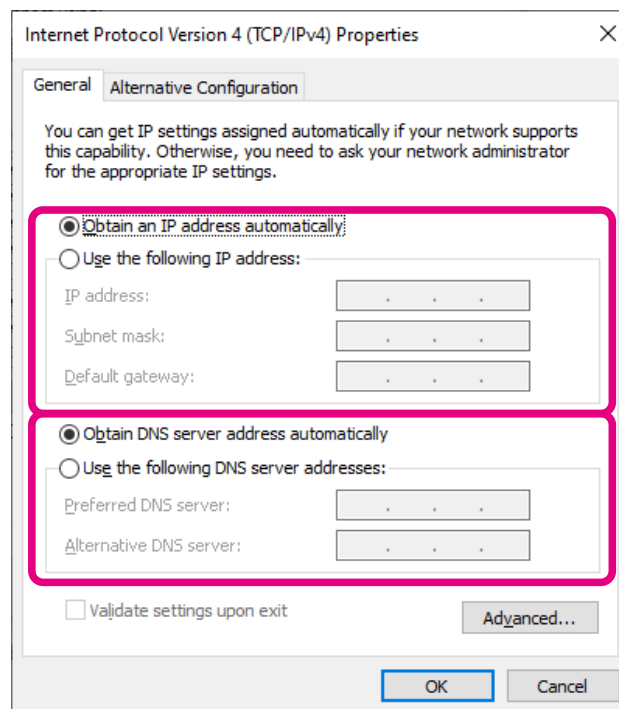 Internet Protocol Version 4 (TCP/IPv4) Properties
General
Alternative Configuration
You can get IP settings assigned automatically if your network supports
this capability. Otherwise, you need to ask your network administrator
for the appropriate IP settings.
Obtain an IP address automatically
Use the following IP address:
IP address:
Subnet mask:
Default gateway:
Obtain DNS server address automatically
Use the following DNS server addresses:
Preferred DNS server:
Alternative DNS server:
Validate settings upon exit
Advanced...
OK
Cancel